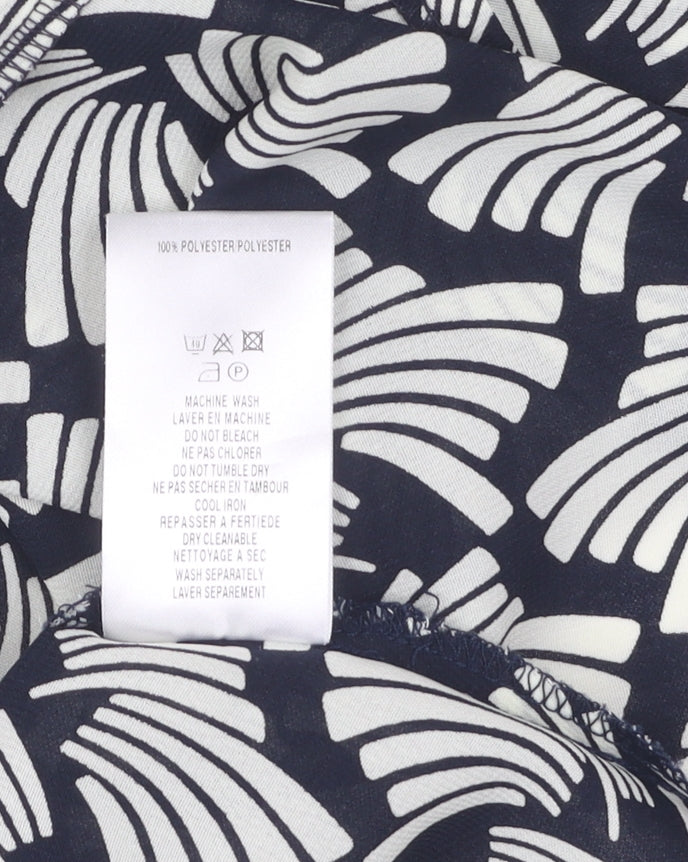 100% POLYESTER/POLYESTER
40
P
MACHINE WASH
LAVER EN MACHINE
DO NOT BLEACH
NE PAS CHLORER
DO NOT TUMBLE DRY
NE PAS SECHER EN TAMBOUR
COOL IRON
REPASSER A FERTIEDE
DRY CLEANABLE
NETTOYAGE A SEC
WASH SEPARATELY
LAVER SEPAREMENT